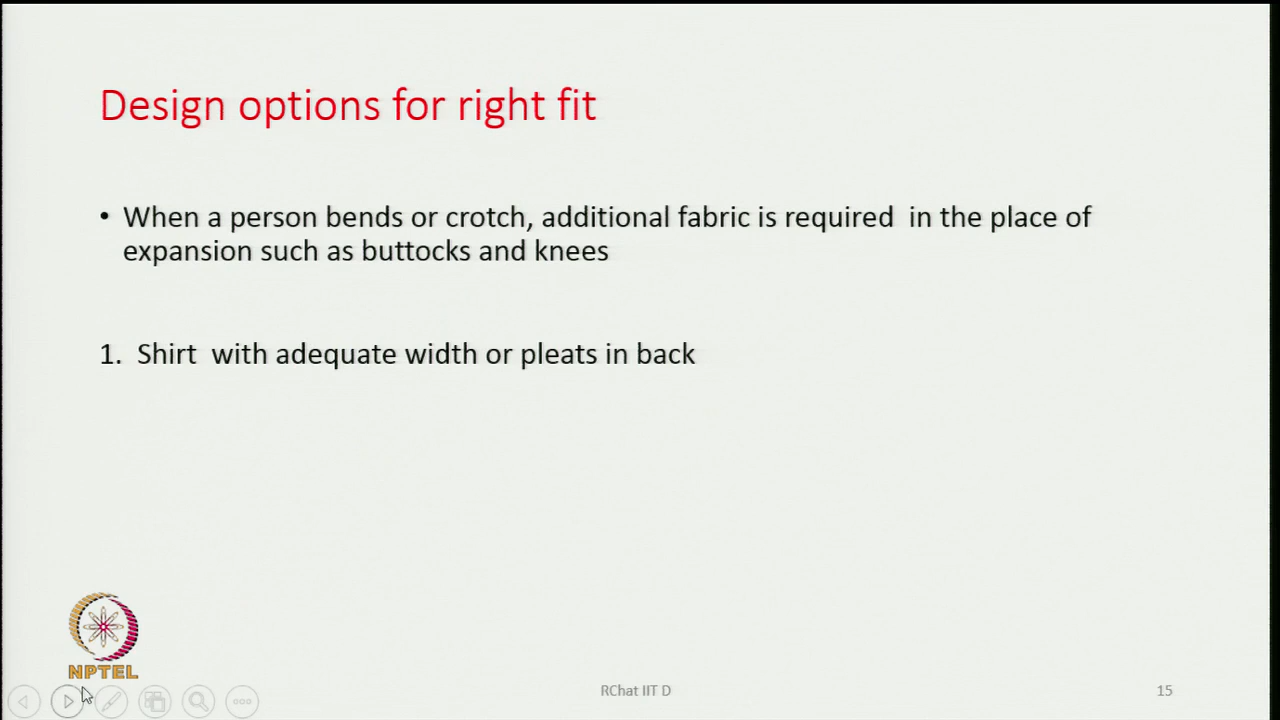 Design options for right fit
• When a person bends or crotch, additional fabric is required in the place of
expansion such as buttocks and knees
1. Shirt with adequate width or pleats in back
NPTEL
RChat IIT D
15